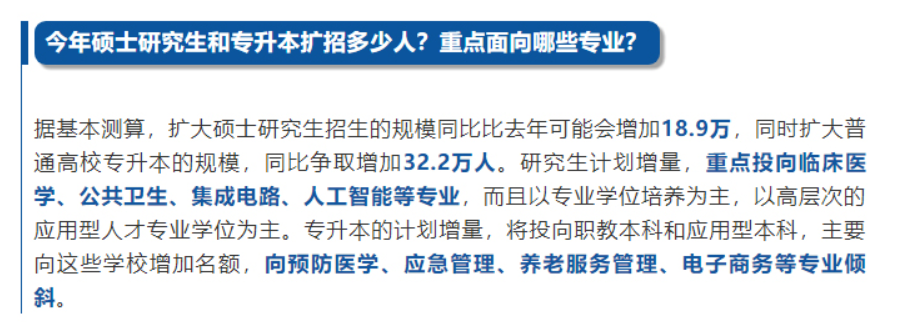 今年硕士研究生和专升本扩招多少人？重点面向哪些专业？
据基本测算，扩大硕士研究生招生的规模同比比去年可能会增加18.9万，同时扩大普
通高校专升本的规模，同比争取增加32.2万人。研究生计划增量，重点投向临床医
学、公共卫生、集成电路、人工智能等专业，而且以专业学位培养为主，以高层次的
应用型人才专业学位为主。专升本的计划增量，将投向职教本科和应用型本科，主要
向这些学校增加名额，向预防医学、应急管理、养老服务管理、电子商务等专业倾
斜。